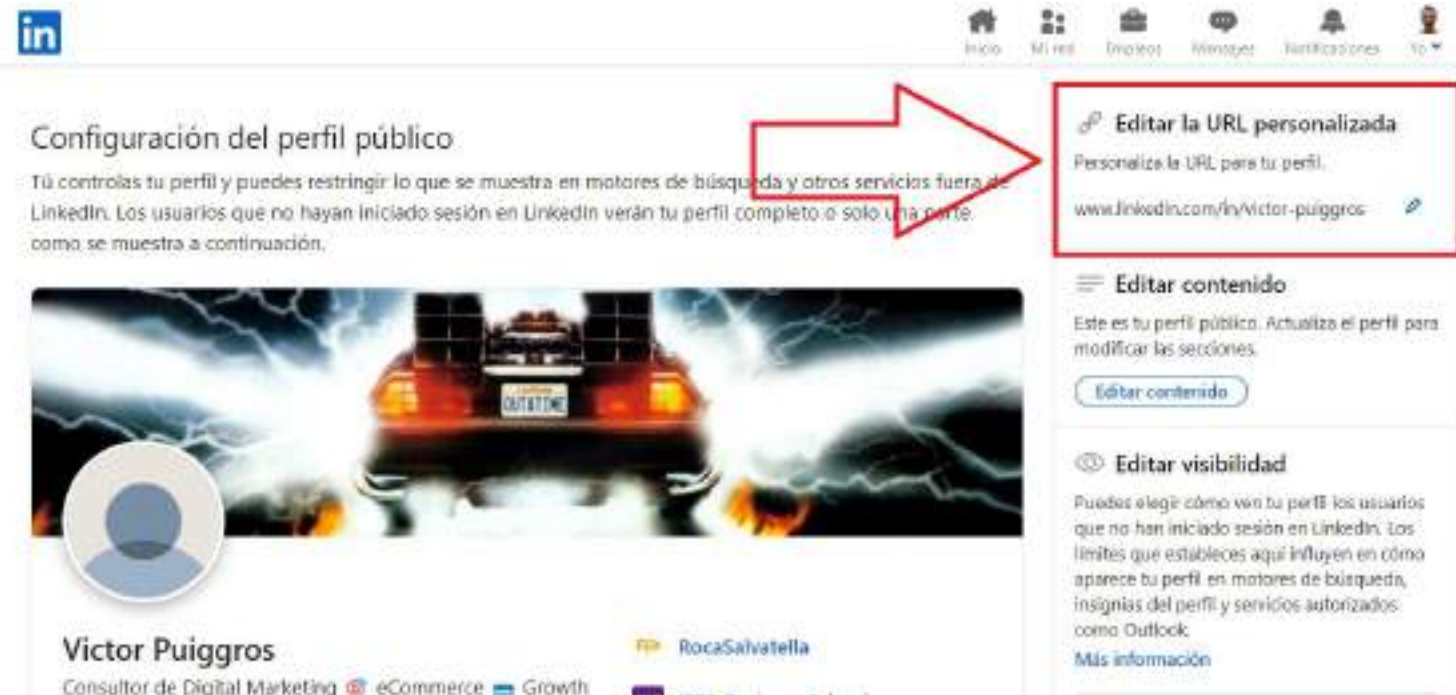 in
Inicio
Mi red
Empleos
Mensajes
Notificaciones
Yo
Configuración del perfil público
Tú controlas tu perfil y puedes restringir lo que se muestra en motores de búsqueda y otros servicios fuera de
LinkedIn. Los usuarios que no hayan iniciado sesión en LinkedIn verán tu perfil completo o solo una parte
como se muestra a continuación.
OUTATIME
Victor Puiggros
Consultor de Digital Marketing eCommerce Growth
RocaSalvatella
Editar la URL personalizada
Personaliza la URL para tu perfil.
www.linkedin.com/in/victor-puiggros
Editar contenido
Este es tu perfil público. Actualiza el perfil para
modificar las secciones.
Editar contenido
Editar visibilidad
Puedes elegir cómo ven tu perfil los usuarios
que no han iniciado sesión en LinkedIn. Los
límites que estableces aquí influyen en cómo
aparece tu perfil en motores de búsqueda,
insignias del perfil y servicios autorizados
como Outlook.
Más información